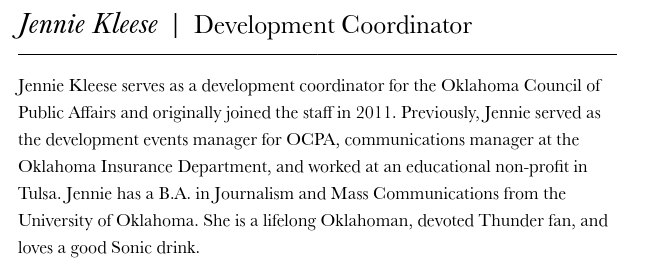 Jennie Kleese | Development Coordinator
Jennie Kleese serves as a development coordinator for the Oklahoma Council of
Public Affairs and originally joined the staff in 2011. Previously, Jennie served as
the development events manager for OCPA, communications manager at the
Oklahoma Insurance Department, and worked at an educational non-profit in
Tulsa. Jennie has a B.A. in Journalism and Mass Communications from the
University of Oklahoma. She is a lifelong Oklahoman, devoted Thunder fan, and
loves a good Sonic drink.